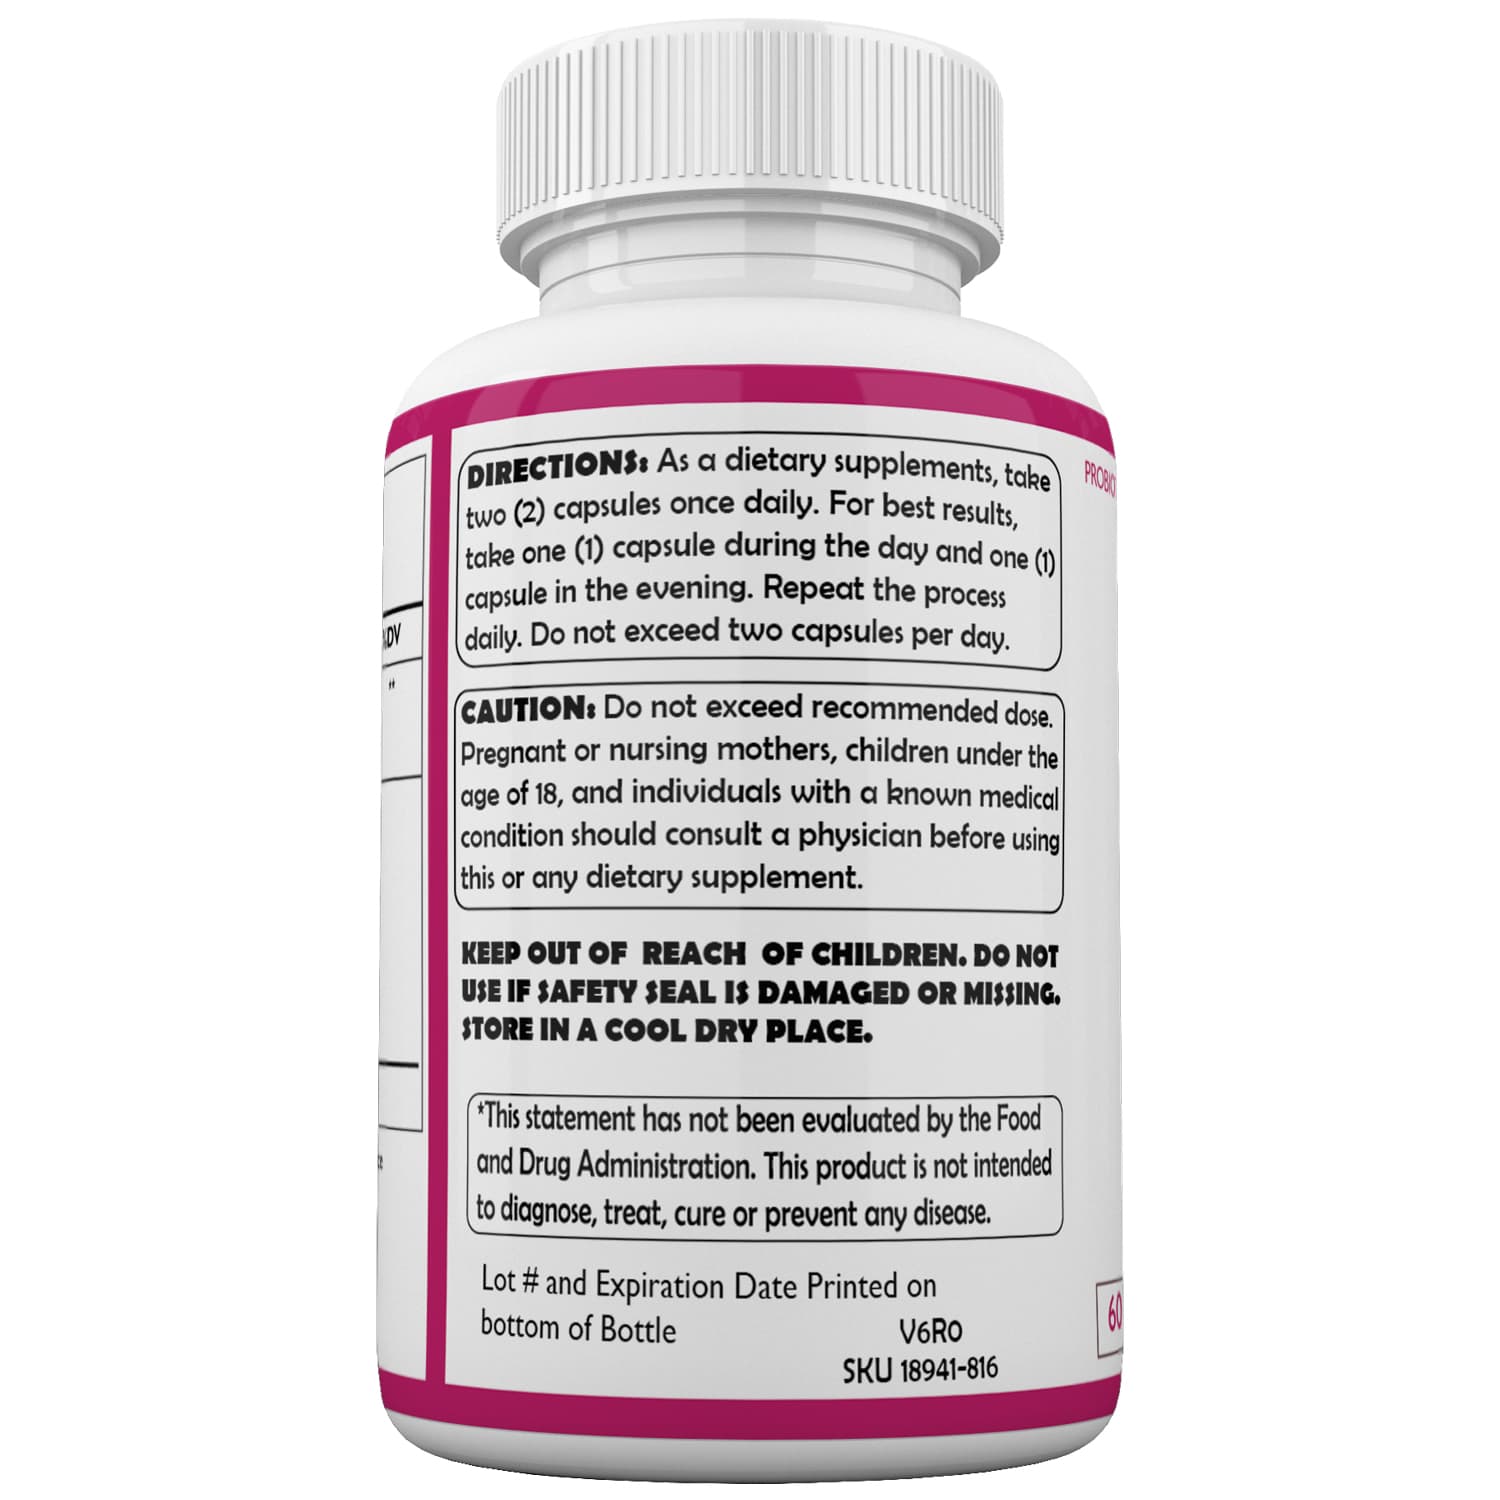 DIRECTIONS: As a dietary supplements, take
two (2) capsules once daily. For best results,
take one (1) capsule during the day and one (1)
capsule in the evening. Repeat the process
daily. Do not exceed two capsules per day.
CAUTION: Do not exceed recommended dose.
Pregnant or nursing mothers, children under the
age of 18, and individuals with a known medical
condition should consult a physician before using
this or any dietary supplement.
KEEP OUT OF REACH OF CHILDREN. DO NOT
USE IF SAFETY SEAL IS DAMAGED OR MISSING.
STORE IN A COOL DRY PLACE.
*This statement has not been evaluated by the Food
and Drug Administration. This product is not intended
to diagnose, treat, cure or prevent any disease.
Lot # and Expiration Date Printed on
bottom of Bottle
V6R0
SKU 18941-816
DV
**
60